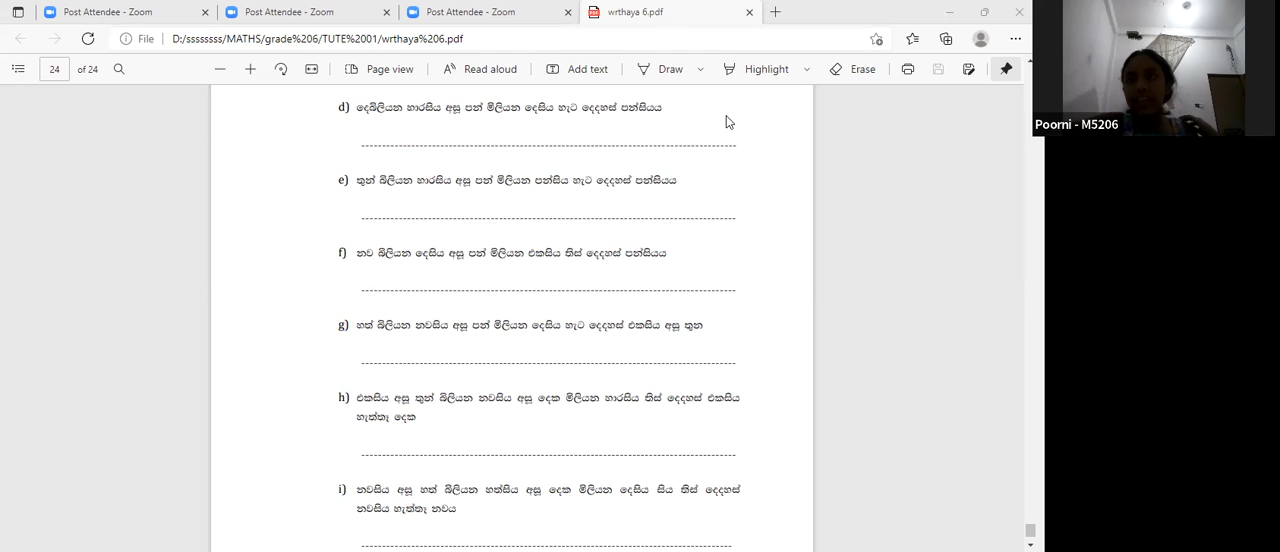 Post Attendee - Zoom
Post Attendee - Zoom
Post Attendee - Zoom
wrthaya 6.pdf
File
D:/ssssssss/MATHS/grade%206/TUTE%2001/wrthaya%206.pdf
24 of 24
Page view
Read aloud
Add text
Draw
Highlight
Erase
Poorni - M5206
d) දෙබිලියන හාරසිය අසූ පන් මිලියන දෙසිය හැට දෙදහස් පන්සියය
e) තුන් බිලියන හාරසිය අසූ පන් මිලියන පන්සිය හැට දෙදහස් පන්සියය
f) නව බිලියන දෙසිය අසූ පන් මිලියන එකසිය තිස් දෙදහස් පන්සියය
g) හත් බිලියන නවසිය අසූ පන් මිලියන දෙසිය හැට දෙදහස් එකසිය අසූ තුන
h) එකසිය අසූ තුන් බිලියන නවසිය අසූ දෙක මිලියන හාරසිය තිස් දෙදහස් එකසිය
හැත්තෑ දෙක
i) නවසිය අසූ හත් බිලියන හත්සිය අසූ දෙක මිලියන දෙසිය සිය තිස් දෙදහස්
නවසිය හැත්තෑ නවය